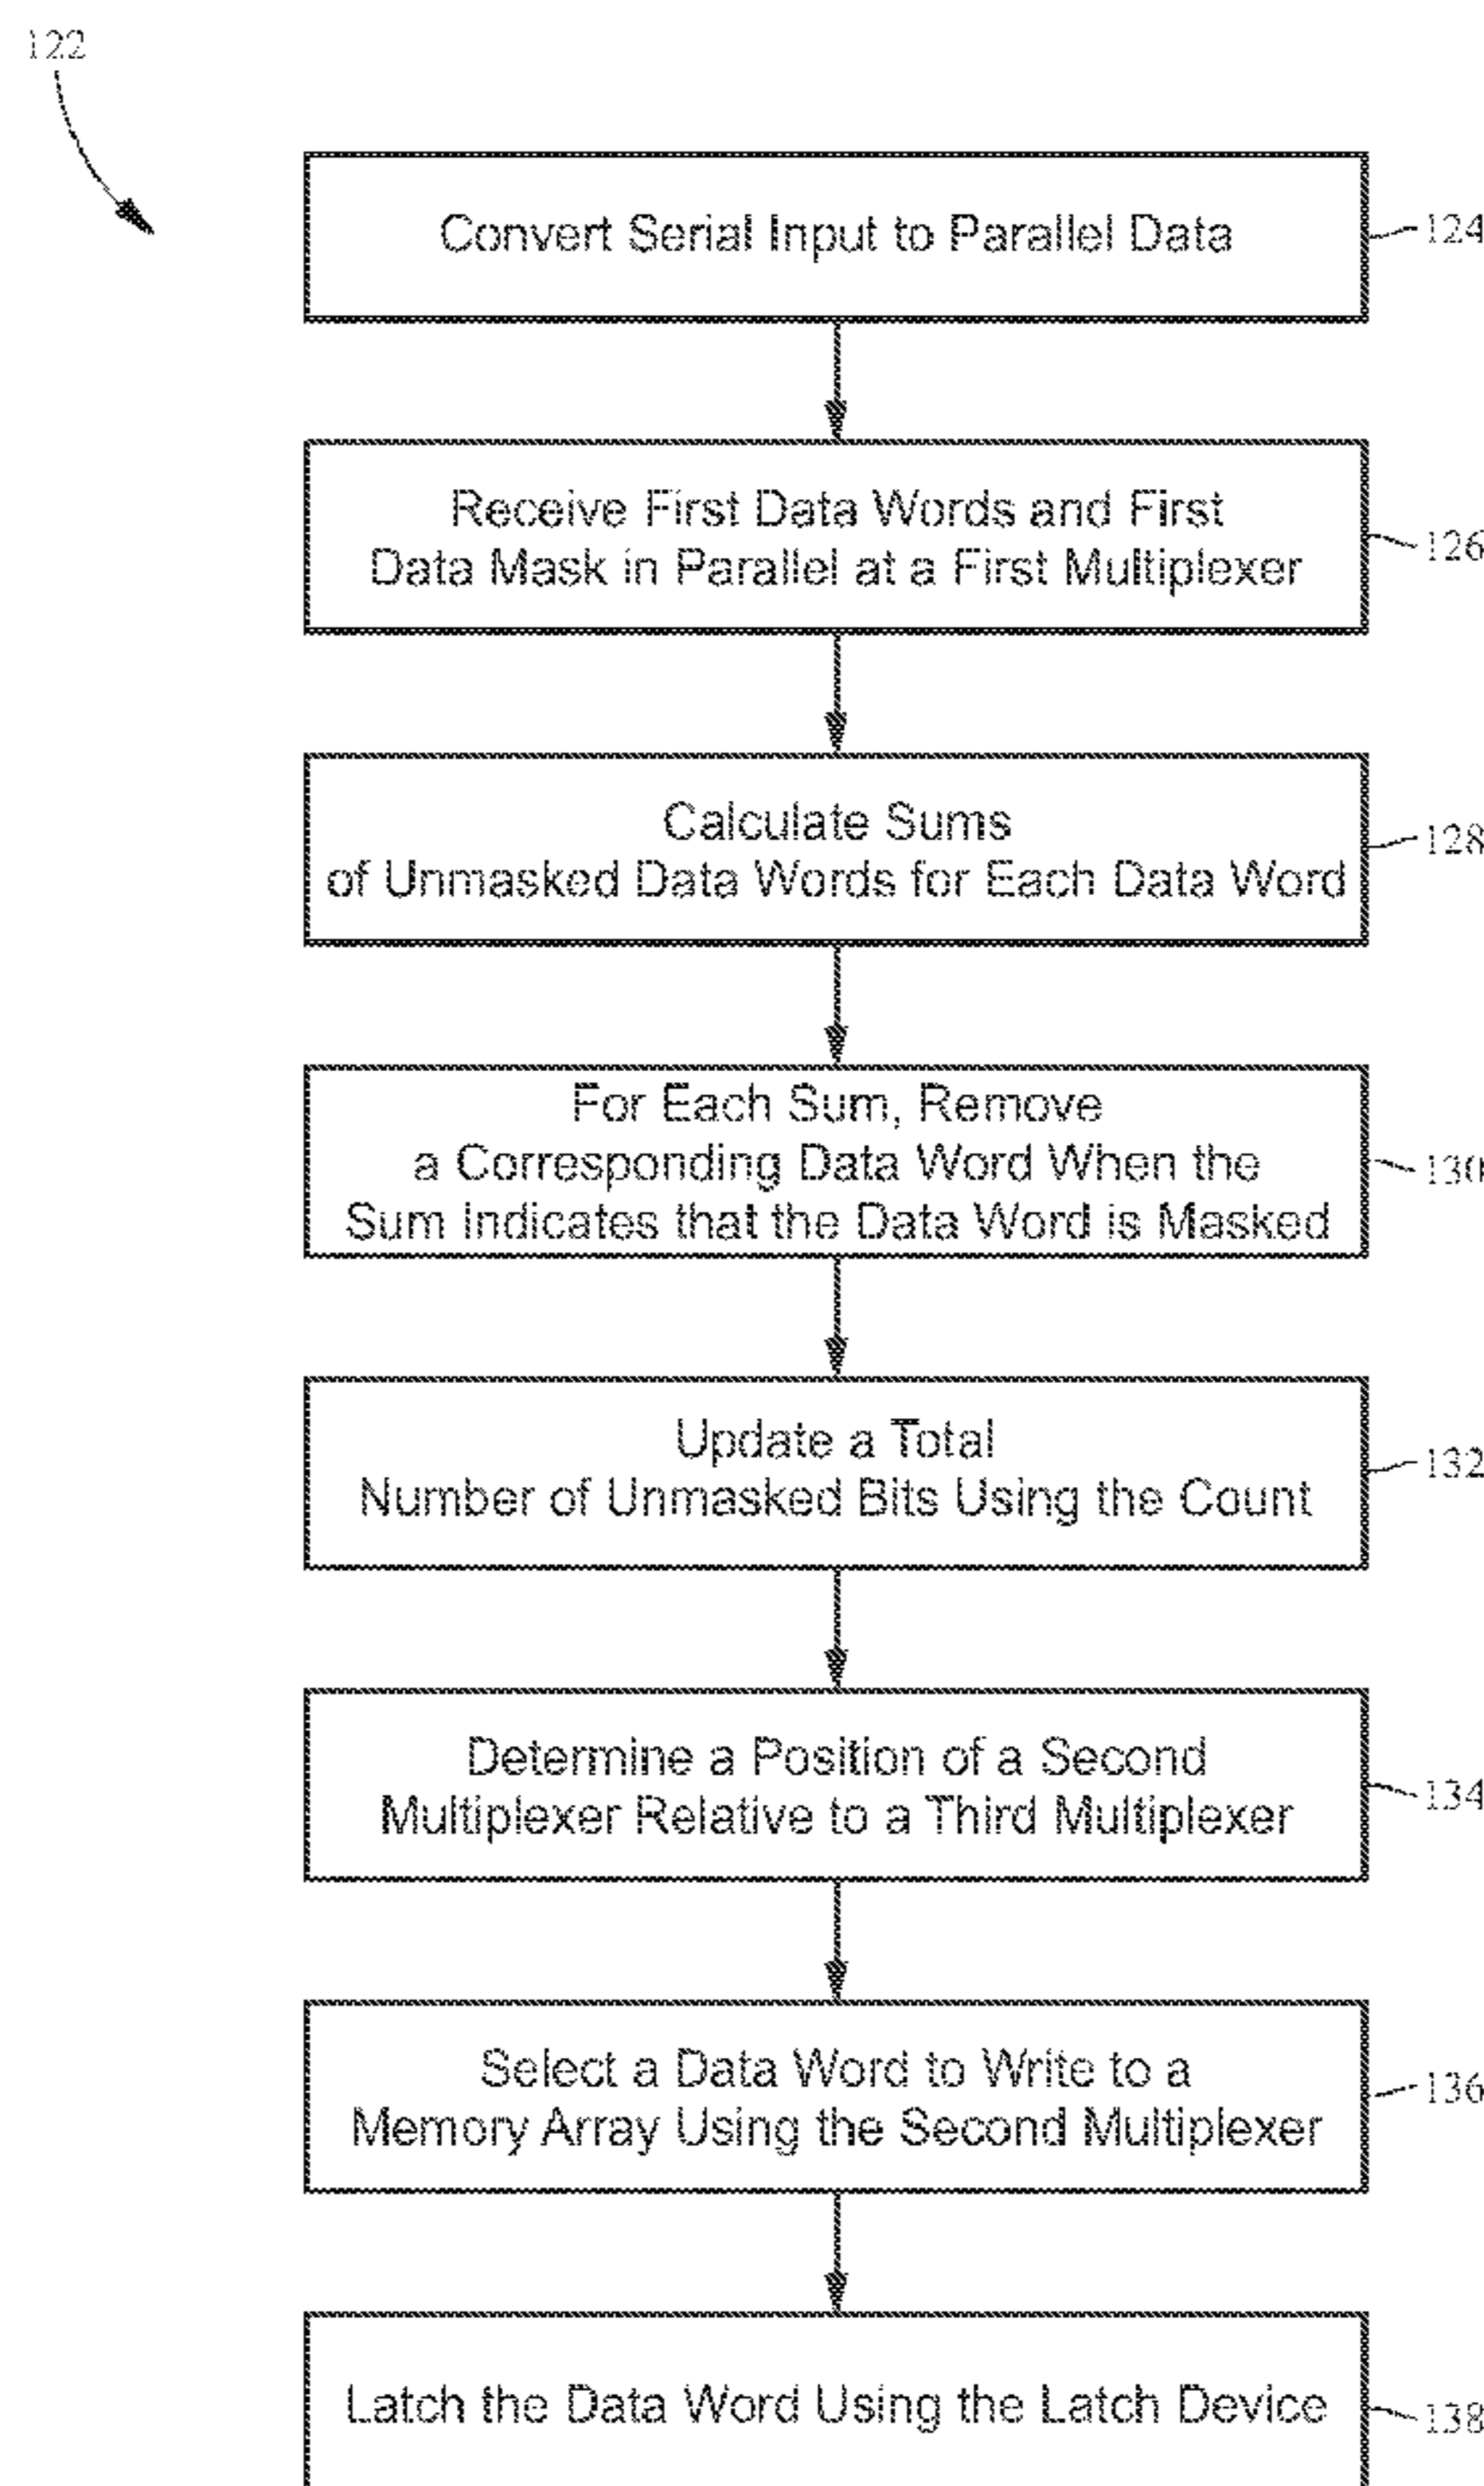 122
Convert Serial Input to Parallel Data
124
Receive First Data Words and First
Data Mask in Parallel at a First Multiplexer
126
Calculate Sums
of Unmasked Data Words for Each Data Word
128
For Each Sum, Remove
a Corresponding Data Word When the
Sum Indicates that the Data Word is Masked
130
Update a Total
Number of Unmasked Bits Using the Count
132
Determine a Position of a Second
Multiplexer Relative to a Third Multiplexer
134
Select a Data Word to Write to a
Memory Array Using the Second Multiplexer
136
Latch the Data Word Using the Latch Device
138